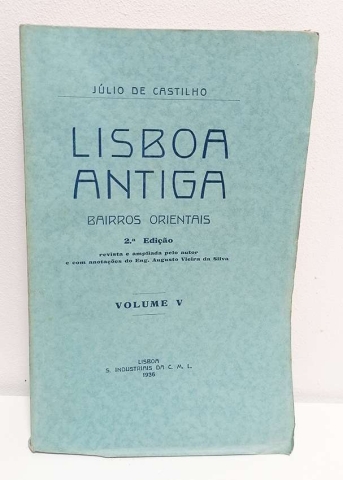 JÚLIO DE CASTILHO
LISBOA
ANTIGA
BAIRROS ORIENTAIS
2.ª Edição
revista e ampliada pelo autor
e com anotações do Eng. Augusto Vieira da Silva
VOLUME V
LISBOA
S. INDUSTRIAIS DA C. M. L.
1936